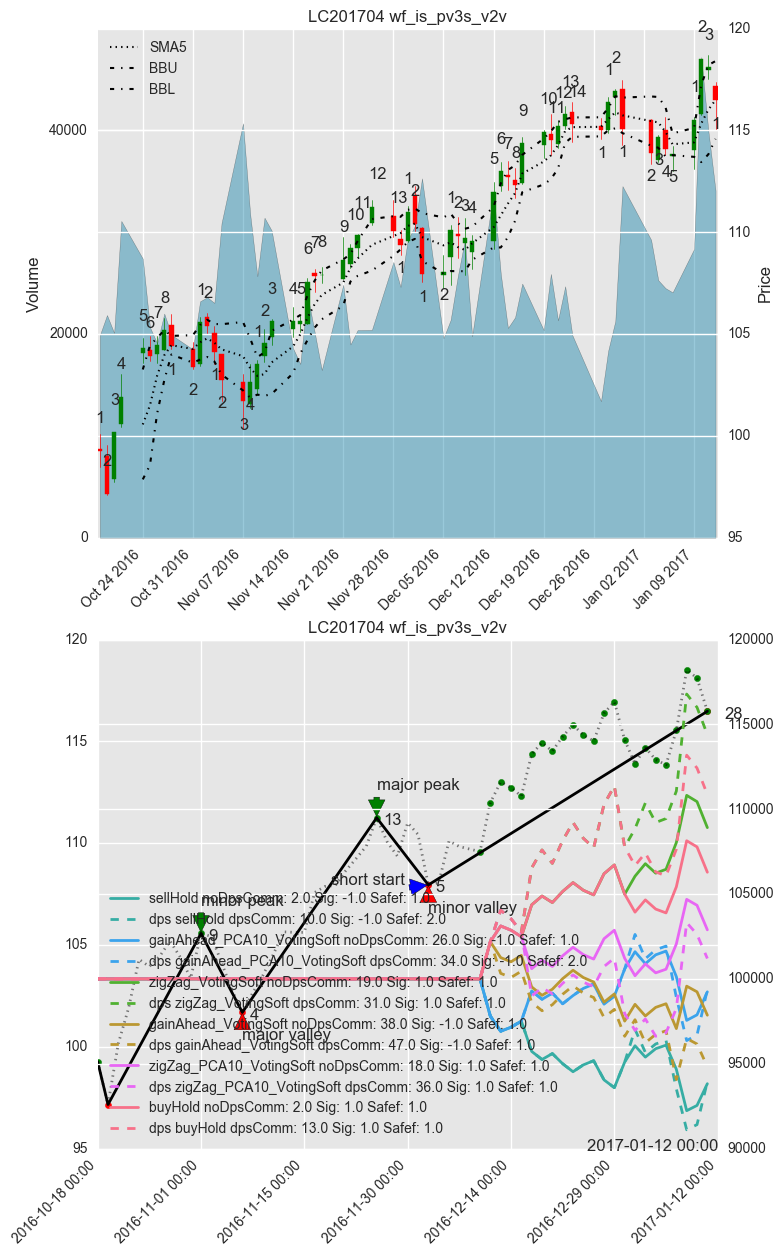 LC201704 wf_is_pv3s_v2v
SMA5
BBU
BBL
Volume
Price
40000
20000
0
120
115
110
105
100
95
Oct 24 2016
Oct 31 2016
Nov 07 2016
Nov 14 2016
Nov 21 2016
Nov 28 2016
Dec 05 2016
Dec 12 2016
Dec 19 2016
Dec 26 2016
Jan 02 2017
Jan 09 2017
LC201704 wf_is_pv3s_v2v
120
115
110
105
100
95
120000
115000
110000
105000
100000
95000
90000
28
major peak
13
short start
5
minor valley
minor peak
9
4
major valley
sellHold noDpsComm: 2.0 Sig: -1.0 Safef: 1.0
dps sellHold dpsComm: 10.0 Sig: -1.0 Safef: 2.0
gainAhead_PCA10_VotingSoft noDpsComm: 26.0 Sig: -1.0 Safef: 1.0
dps gainAhead_PCA10_VotingSoft dpsComm: 34.0 Sig: -1.0 Safef: 2.0
zigZag_VotingSoft noDpsComm: 19.0 Sig: 1.0 Safef: 1.0
dps zigZag_VotingSoft dpsComm: 31.0 Sig: 1.0 Safef: 1.0
gainAhead_VotingSoft noDpsComm: 38.0 Sig: -1.0 Safef: 1.0
dps gainAhead_VotingSoft dpsComm: 47.0 Sig: -1.0 Safef: 1.0
zigZag_PCA10_VotingSoft noDpsComm: 18.0 Sig: 1.0 Safef: 1.0
dps zigZag_PCA10_VotingSoft dpsComm: 36.0 Sig: 1.0 Safef: 1.0
buyHold noDpsComm: 2.0 Sig: 1.0 Safef: 1.0
dps buyHold dpsComm: 13.0 Sig: 1.0 Safef: 1.0
2017-01-12 00:00
2016-10-18 00:00
2016-11-01 00:00
2016-11-15 00:00
2016-11-30 00:00
2016-12-14 00:00
2016-12-29 00:00
2017-01-12 00:00